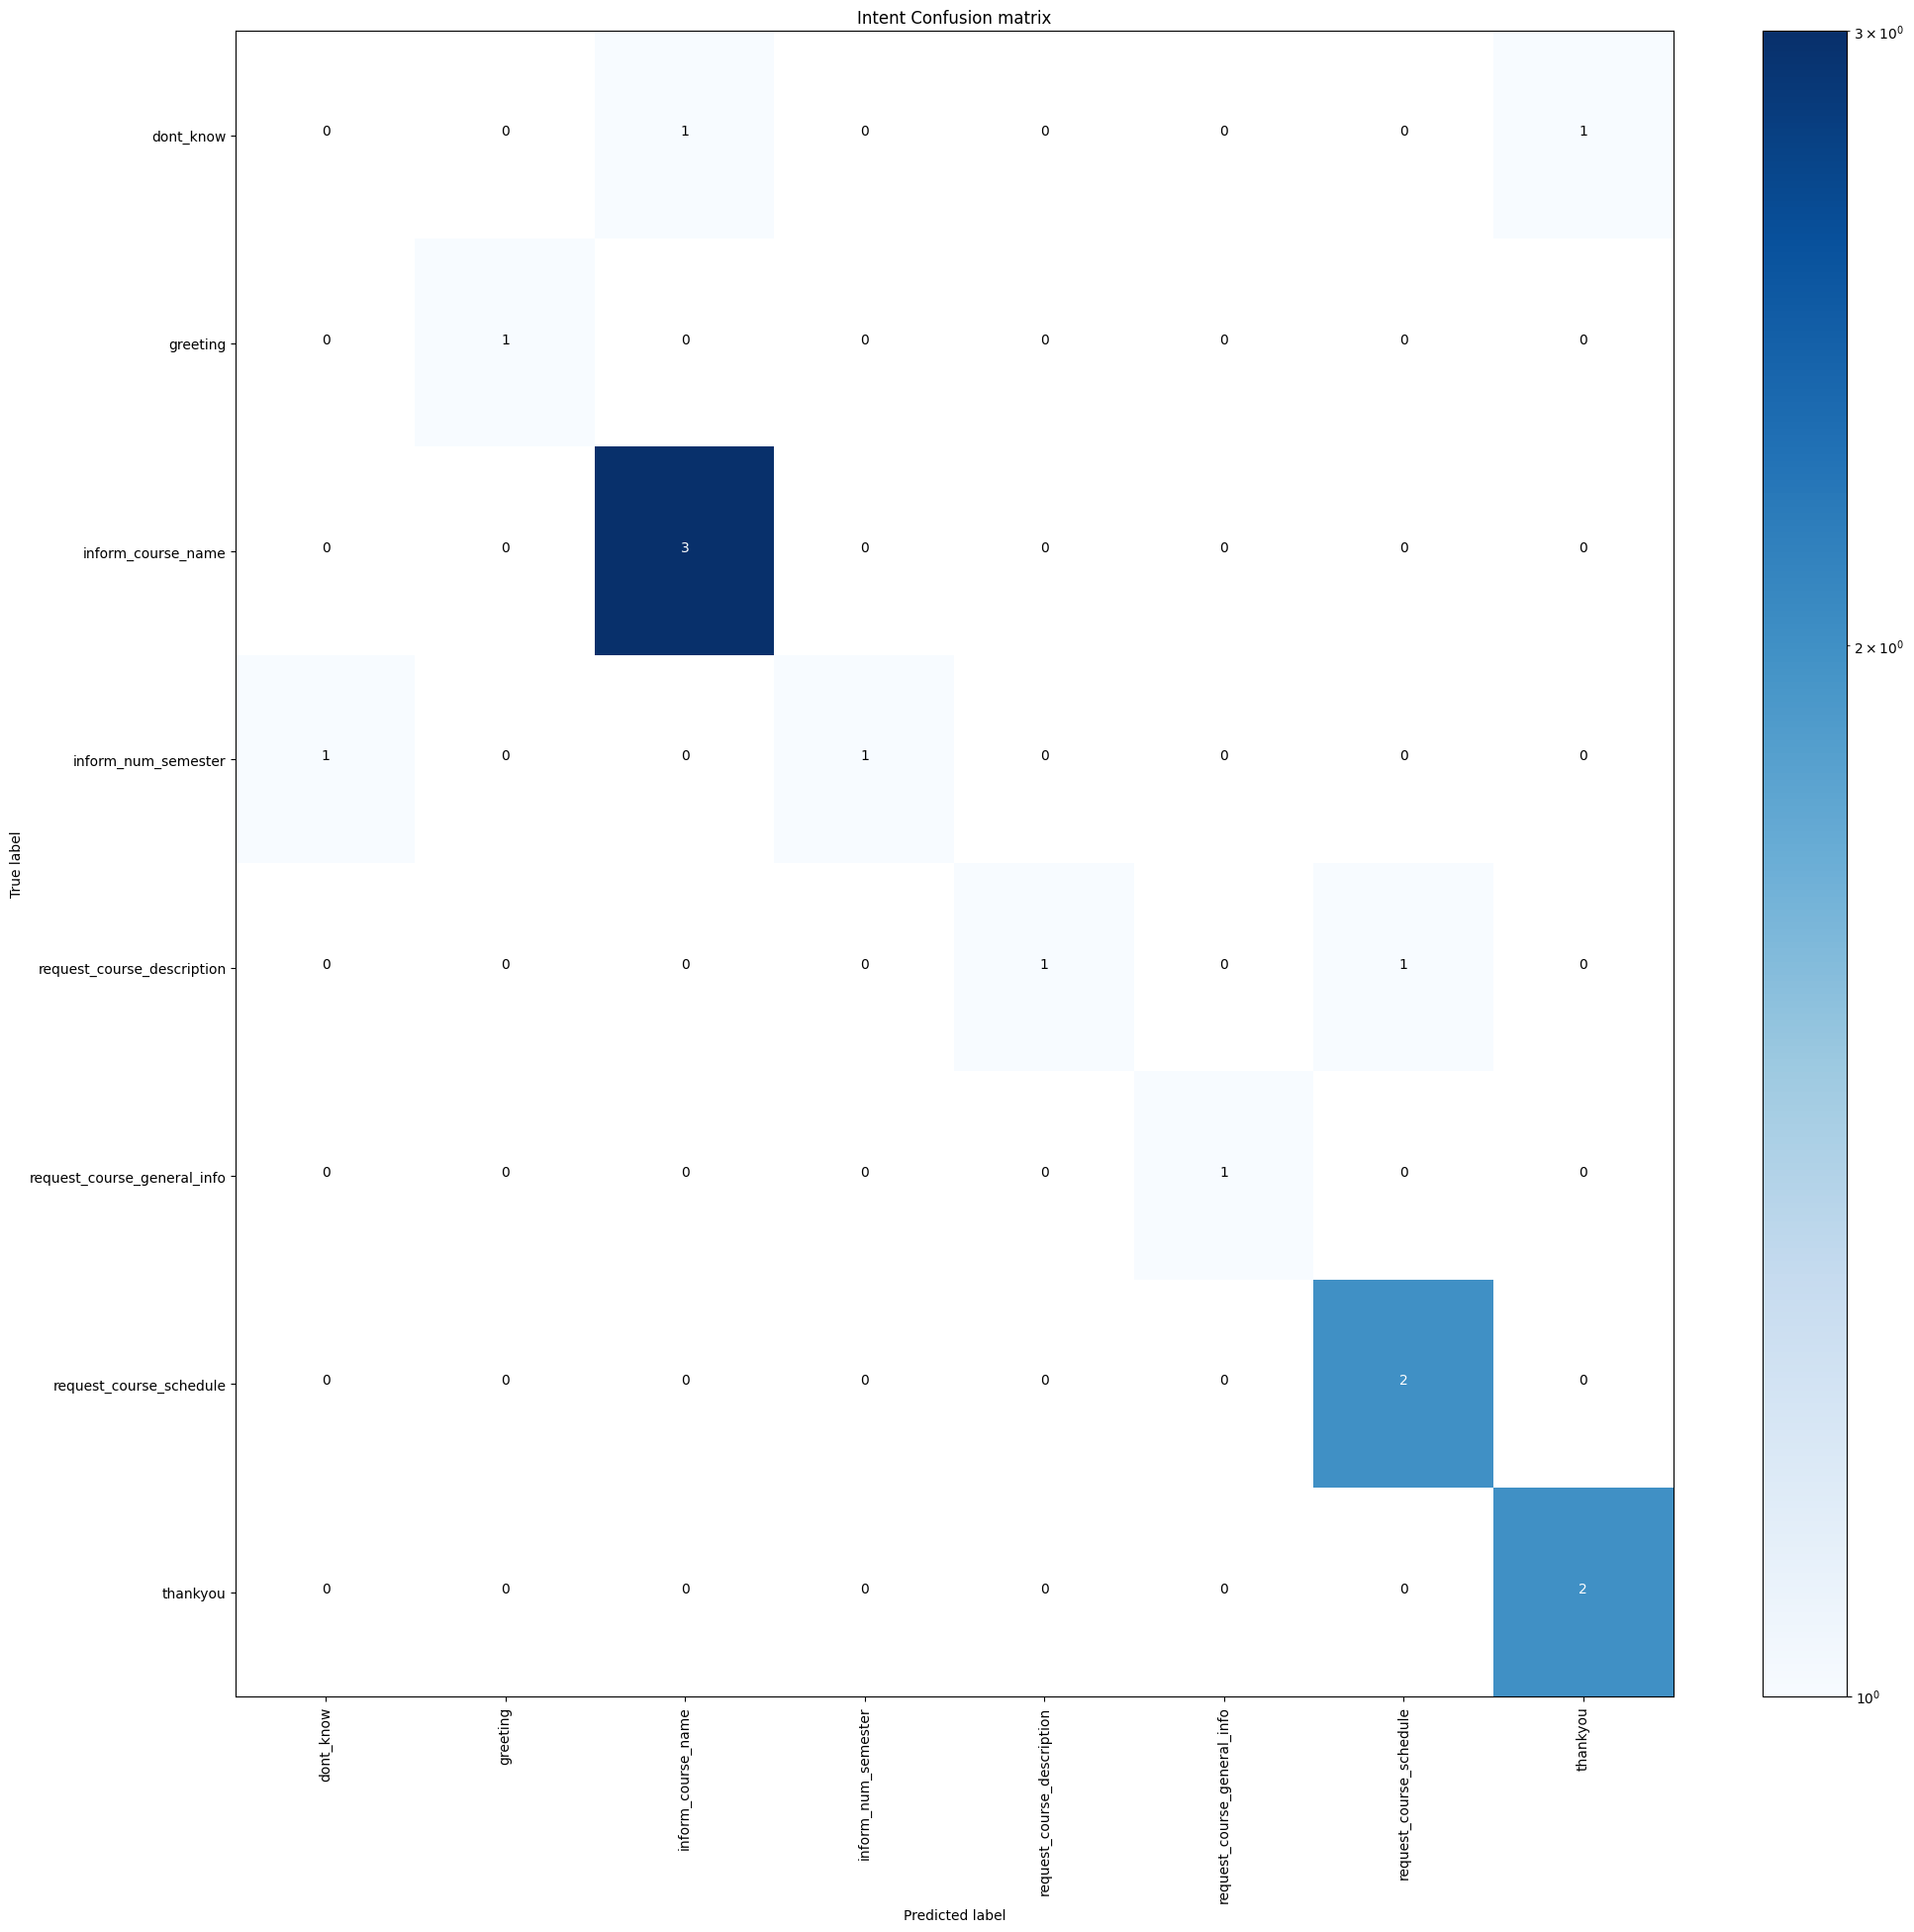 Intent Confusion matrix
dont_know 0 0 1 0 0 0 0 1
greeting 0 1 0 0 0 0 0 0
inform_course_name 0 0 3 0 0 0 0 0
inform_num_semester 1 0 0 1 0 0 0 0
request_course_description 0 0 0 0 1 0 1 0
request_course_general_info 0 0 0 0 0 1 0 0
request_course_schedule 0 0 0 0 0 0 2 0
thankyou 0 0 0 0 0 0 0 2
True label
dont_know
greeting
inform_course_name
inform_num_semester
request_course_description
request_course_general_info
request_course_schedule
thankyou
Predicted label
3 × 10⁰
2 × 10⁰
10⁰